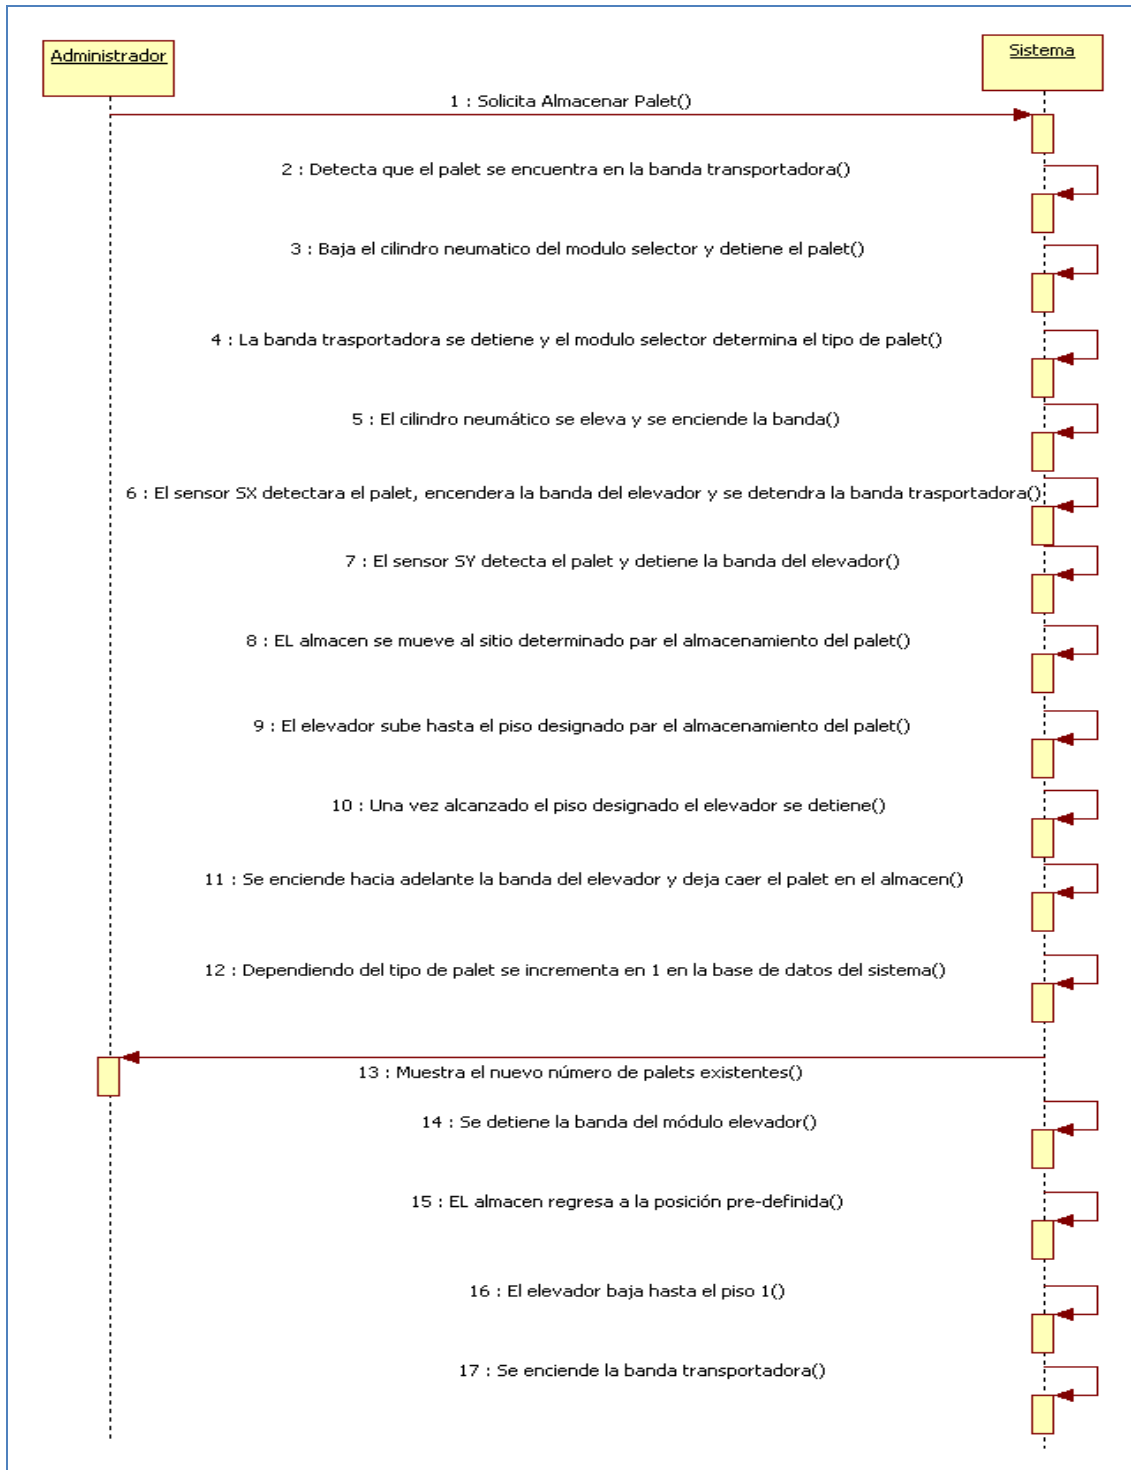 Administrador
Sistema
1 : Solicita Almacenar Palet()
2 : Detecta que el palet se encuentra en la banda transportadora()
3 : Baja el cilindro neumatico del modulo selector y detiene el palet()
4 : La banda trasportadora se detiene y el modulo selector determina el tipo de palet()
5 : El cilindro neumático se eleva y se enciende la banda()
6 : El sensor SX detectara el palet, encendera la banda del elevador y se detendra la banda trasportadora()
7 : El sensor SY detecta el palet y detiene la banda del elevador()
8 : EL almacen se mueve al sitio determinado par el almacenamiento del palet()
9 : El elevador sube hasta el piso designado par el almacenamiento del palet()
10 : Una vez alcanzado el piso designado el elevador se detiene()
11 : Se enciende hacia adelante la banda del elevador y deja caer el palet en el almacen()
12 : Dependiendo del tipo de palet se incrementa en 1 en la base de datos del sistema()
13 : Muestra el nuevo número de palets existentes()
14 : Se detiene la banda del módulo elevador()
15 : EL almacen regresa a la posición pre-definida()
16 : El elevador baja hasta el piso 1()
17 : Se enciende la banda transportadora()